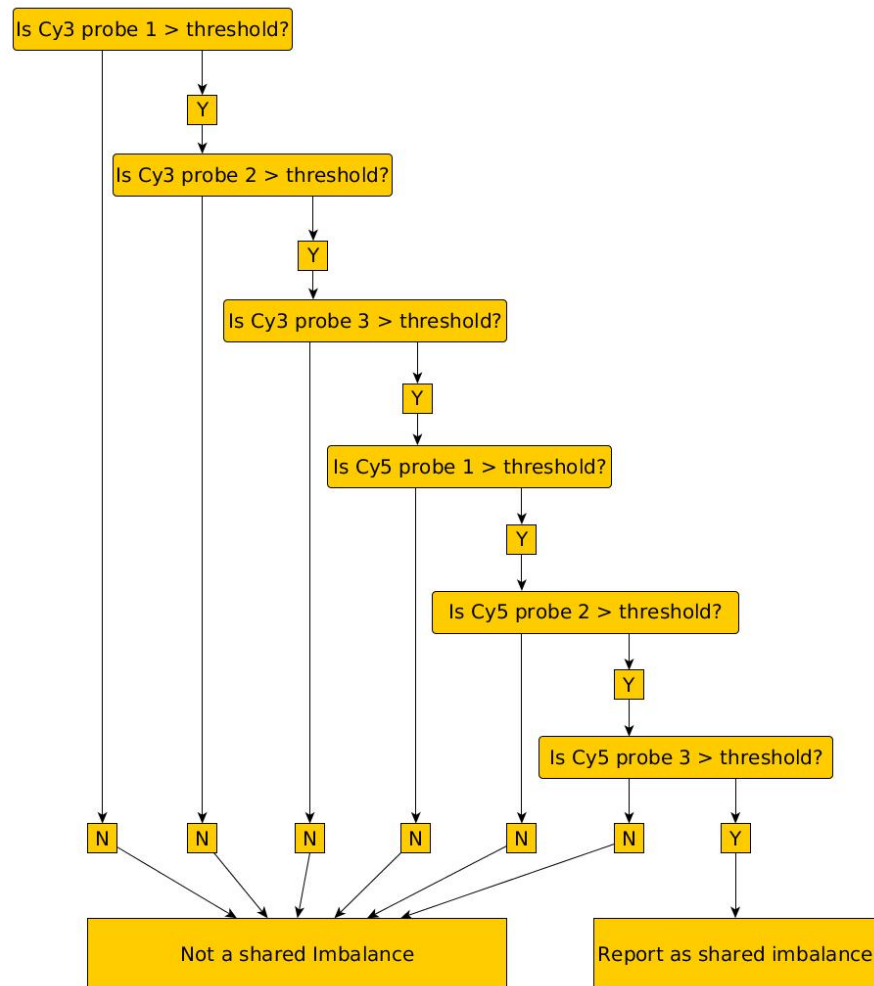 Is Cy3 probe 1 > threshold?
Y
Is Cy3 probe 2 > threshold?
Y
Is Cy3 probe 3 > threshold?
Y
Is Cy5 probe 1 > threshold?
Y
Is Cy5 probe 2 > threshold?
Y
Is Cy5 probe 3 > threshold?
N
N
N
N
N
N
Y
Not a shared Imbalance
Report as shared imbalance